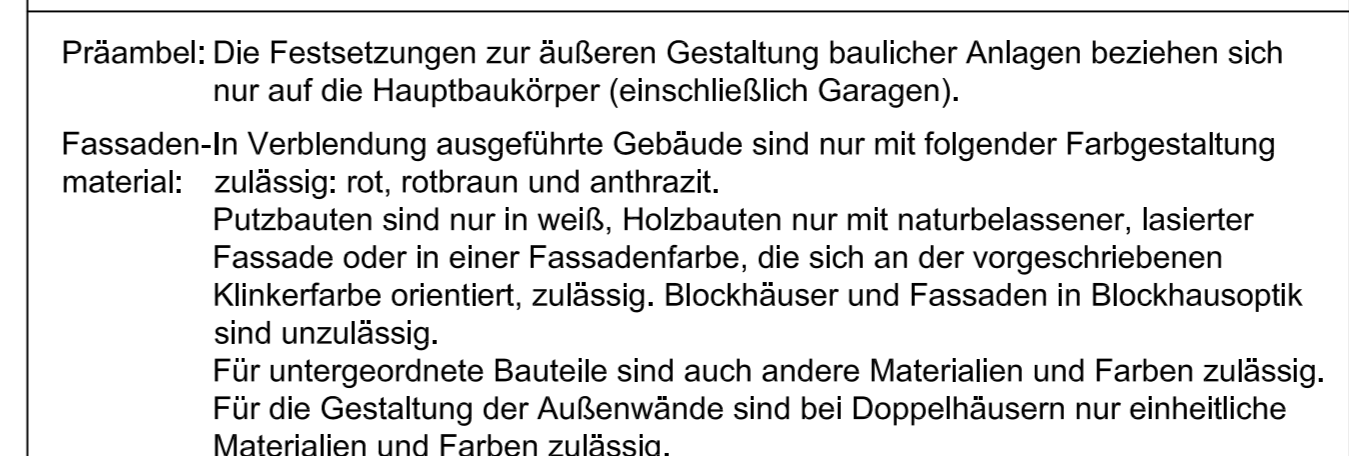 Präambel: Die Festsetzungen zur äußeren Gestaltung baulicher Anlagen beziehen sich
nur auf die Hauptbaukörper (einschließlich Garagen).
Fassaden-In Verblendung ausgeführte Gebäude sind nur mit folgender Farbgestaltung
material: zulässig: rot, rotbraun und anthrazit.
Putzbauten sind nur in weiß, Holzbauten nur mit naturbelassener, lasierter
Fassade oder in einer Fassadenfarbe, die sich an der vorgeschriebenen
Klinkerfarbe orientiert, zulässig. Blockhäuser und Fassaden in Blockhausoptik
sind unzulässig.
Für untergeordnete Bauteile sind auch andere Materialien und Farben zulässig.
Für die Gestaltung der Außenwände sind bei Doppelhäusern nur einheitliche
Materialien und Farben zulässig.